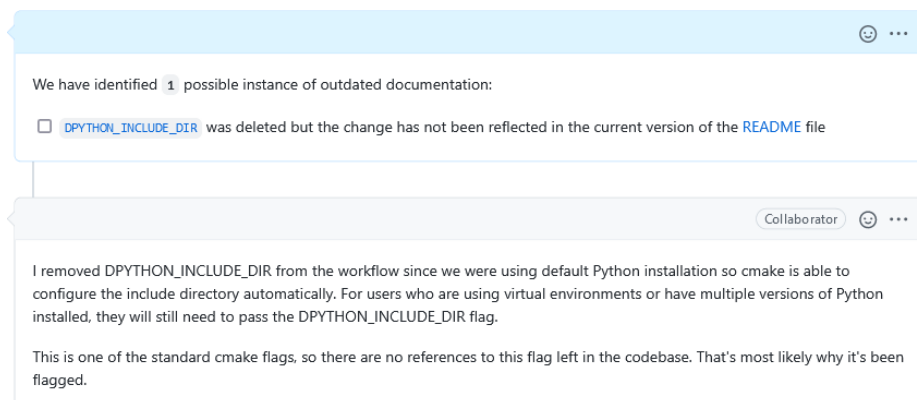 We have identified 1 possible instance of outdated documentation:
DPYTHON_INCLUDE_DIR was deleted but the change has not been reflected in the current version of the README file
Collaborator
I removed DPYTHON_INCLUDE_DIR from the workflow since we were using default Python installation so cmake is able to
configure the include directory automatically. For users who are using virtual environments or have multiple versions of Python
installed, they will still need to pass the DPYTHON_INCLUDE_DIR flag.
This is one of the standard cmake flags, so there are no references to this flag left in the codebase. That's most likely why it's been
flagged.